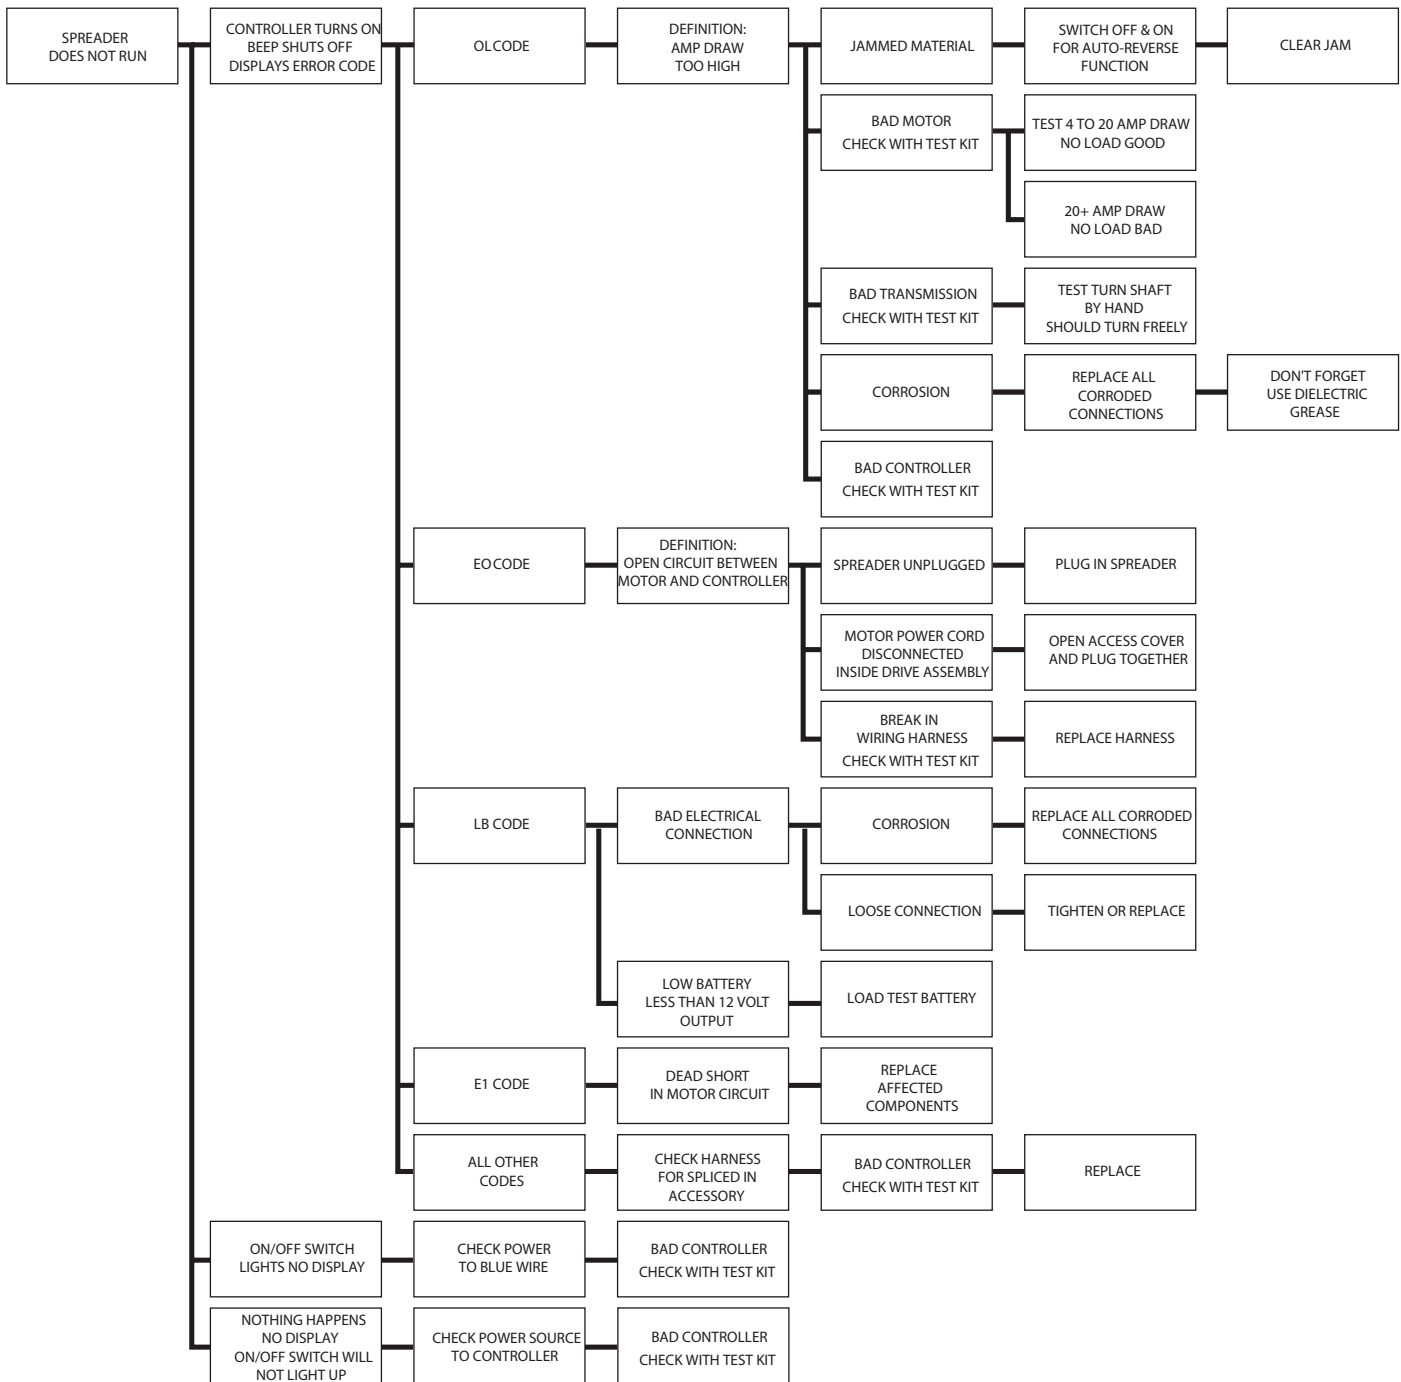 SPREADER
DOES NOT RUN
CONTROLLER TURNS ON
BEEP SHUTS OFF
DISPLAYS ERROR CODE
OL CODE
DEFINITION:
AMP DRAW
TOO HIGH
JAMMED MATERIAL
SWITCH OFF & ON
FOR AUTO-REVERSE
FUNCTION
CLEAR JAM
BAD MOTOR
CHECK WITH TEST KIT
TEST 4 TO 20 AMP DRAW
NO LOAD GOOD
20+ AMP DRAW
NO LOAD BAD
BAD TRANSMISSION
CHECK WITH TEST KIT
TEST TURN SHAFT
BY HAND
SHOULD TURN FREELY
CORROSION
REPLACE ALL
CORRODED
CONNECTIONS
DON'T FORGET
USE DIELECTRIC
GREASE
BAD CONTROLLER
CHECK WITH TEST KIT
EO CODE
DEFINITION:
OPEN CIRCUIT BETWEEN
MOTOR AND CONTROLLER
SPREADER UNPLUGGED
PLUG IN SPREADER
MOTOR POWER CORD
DISCONNECTED
INSIDE DRIVE ASSEMBLY
OPEN ACCESS COVER
AND PLUG TOGETHER
BREAK IN
WIRING HARNESS
CHECK WITH TEST KIT
REPLACE HARNESS
LB CODE
BAD ELECTRICAL
CONNECTION
CORROSION
REPLACE ALL CORRODED
CONNECTIONS
LOOSE CONNECTION
TIGHTEN OR REPLACE
LOW BATTERY
LESS THAN 12 VOLT
OUTPUT
LOAD TEST BATTERY
E1 CODE
DEAD SHORT
IN MOTOR CIRCUIT
REPLACE
AFFECTED
COMPONENTS
ALL OTHER
CODES
CHECK HARNESS
FOR SPLICED IN
ACCESSORY
BAD CONTROLLER
CHECK WITH TEST KIT
REPLACE
ON/OFF SWITCH
LIGHTS NO DISPLAY
CHECK POWER
TO BLUE WIRE
BAD CONTROLLER
CHECK WITH TEST KIT
NOTHING HAPPENS
NO DISPLAY
ON/OFF SWITCH WILL
NOT LIGHT UP
CHECK POWER SOURCE
TO CONTROLLER
BAD CONTROLLER
CHECK WITH TEST KIT